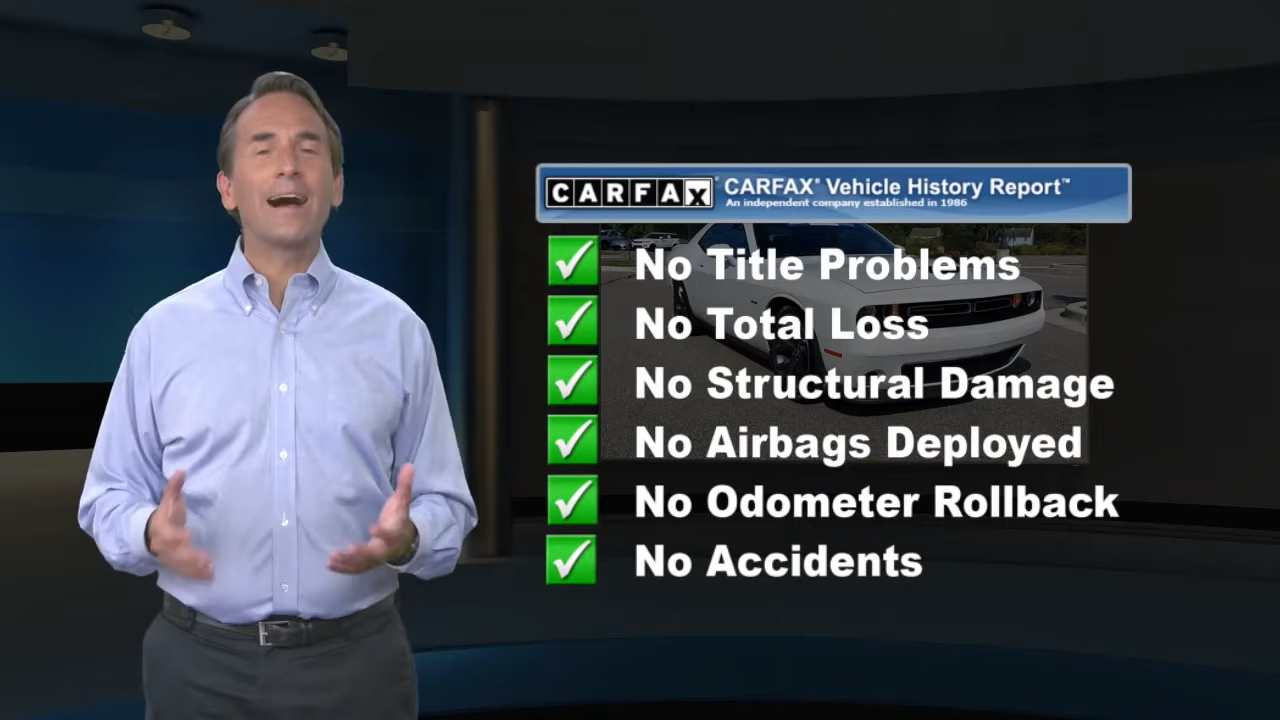 CARFAX® CARFAX® Vehicle History Report™
An independent company established in 1986
No Title Problems
No Total Loss
No Structural Damage
No Airbags Deployed
No Odometer Rollback
No Accidents